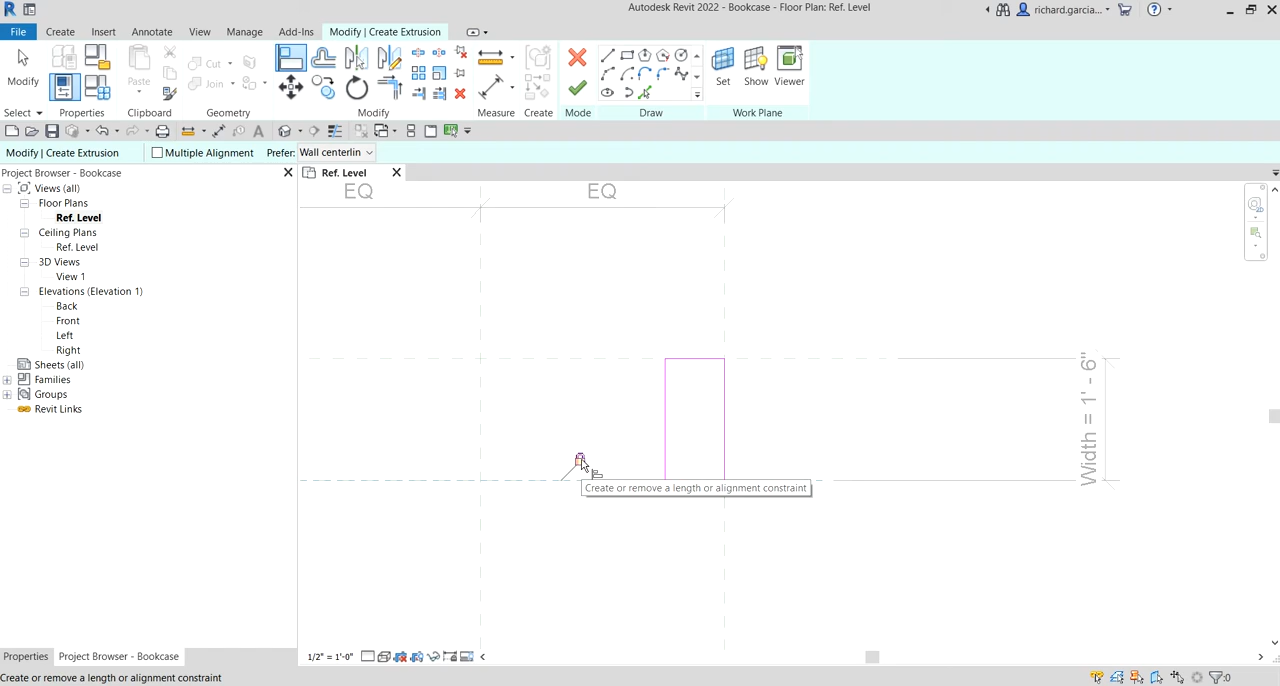 Autodesk Revit 2022 - Bookcase - Floor Plan: Ref. Level
richard.garcia...
File Create Insert Annotate View Manage Add-Ins Modify | Create Extrusion
Modify
Paste
Cut
Join
Set Show Viewer
Select Properties Clipboard Geometry Modify Measure Create Mode Draw Work Plane
Modify | Create Extrusion Multiple Alignment Prefer: Wall centerlin
Project Browser - Bookcase
Ref. Level
Views (all)
Floor Plans
Ref. Level
Ceiling Plans
Ref. Level
3D Views
View 1
Elevations (Elevation 1)
Back
Front
Left
Right
Sheets (all)
Families
Groups
Revit Links
EQ EQ
Width = 1' - 6"
Create or remove a length or alignment constraint
Properties Project Browser - Bookcase
1/2" = 1'-0"
Create or remove a length or alignment constraint
:0